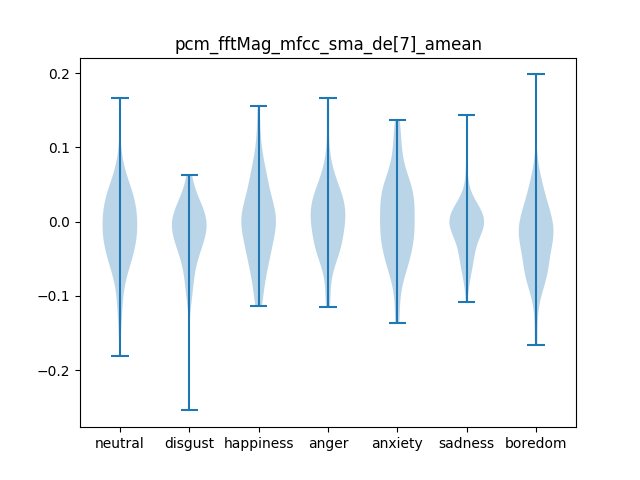 pcm_fftMag_mfcc_sma_de[7]_amean
0.2
0.1
0.0
−0.1
−0.2
neutral disgust happiness anger anxiety sadness boredom